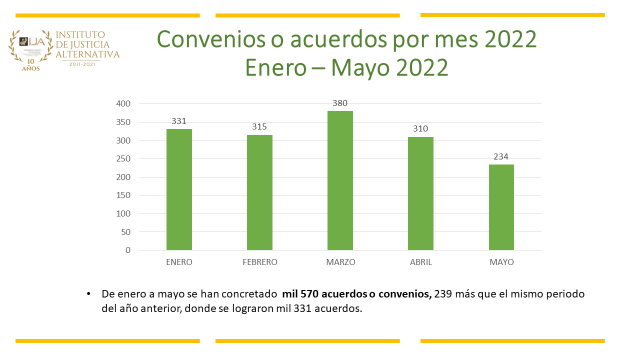 IJA
10
AÑOS
INSTITUTO
DE JUSTICIA
ALTERNATIVA
2011-2021
Convenios o acuerdos por mes 2022
Enero – Mayo 2022
400
350
300
250
200
150
100
50
0
331
315
380
310
234
ENERO
FEBRERO
MARZO
ABRIL
MAYO
• De enero a mayo se han concretado mil 570 acuerdos o convenios, 239 más que el mismo periodo
del año anterior, donde se lograron mil 331 acuerdos.